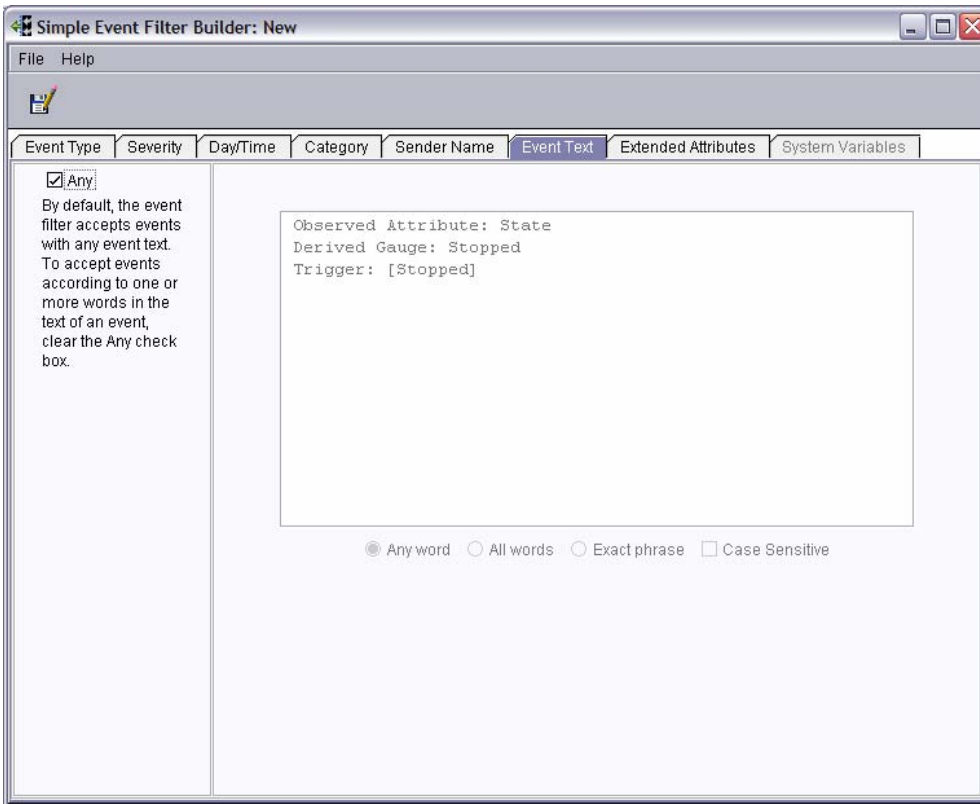 Simple Event Filter Builder: New
File Help
Event Type Severity Day/Time Category Sender Name Event Text Extended Attributes System Variables
Any
By default, the event
filter accepts events
with any event text.
To accept events
according to one or
more words in the
text of an event,
clear the Any check
box.
Observed Attribute: State
Derived Gauge: Stopped
Trigger: [Stopped]
Any word All words Exact phrase Case Sensitive